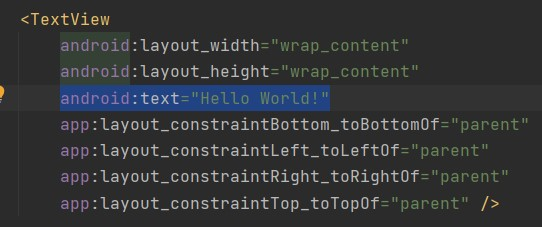 <TextView
android:layout_width="wrap_content"
android:layout_height="wrap_content"
android:text="Hello World!"
app:layout_constraintBottom_toBottomOf="parent"
app:layout_constraintLeft_toLeftOf="parent"
app:layout_constraintRight_toRightOf="parent"
app:layout_constraintTop_toTopOf="parent" />